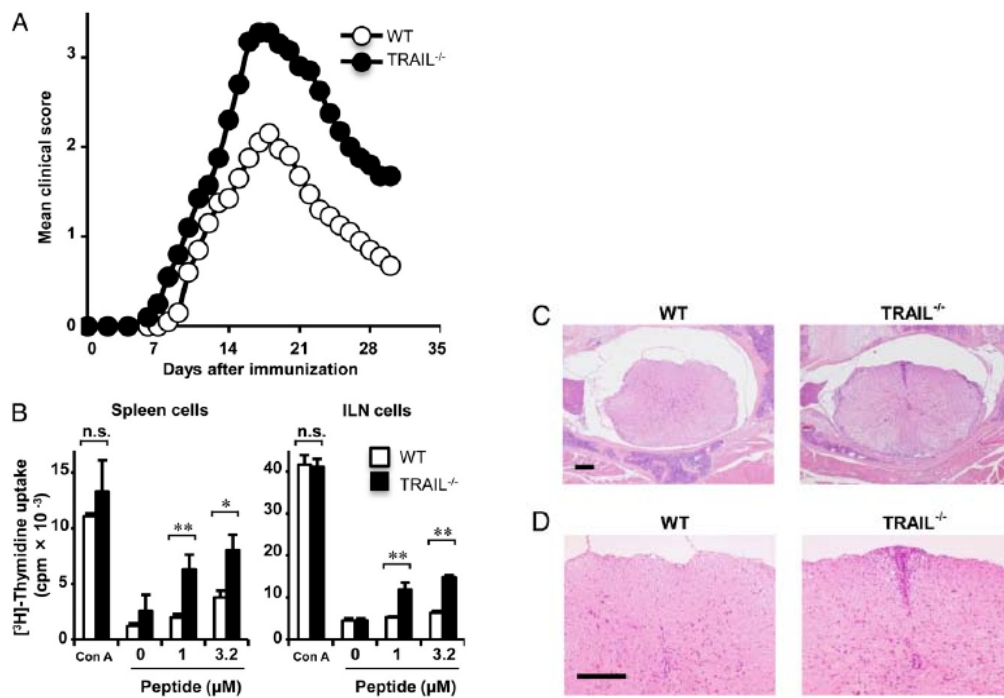 A
WT
TRAIL-/-
Mean clinical score
3
2
1
0
0 7 14 21 28 35
Days after immunization
B
Spleen cells
ILN cells
[³H]-Thymidine uptake
(cpm × 10 -3)
15
10
5
0
n.s.
**
*
Con A 0 1 3.2
Peptide (µM)
40
30
20
10
0
n.s.
WT
TRAIL-/-
**
**
Con A 0 1 3.2
Peptide (µM)
C
WT TRAIL-/-
D
WT TRAIL-/-